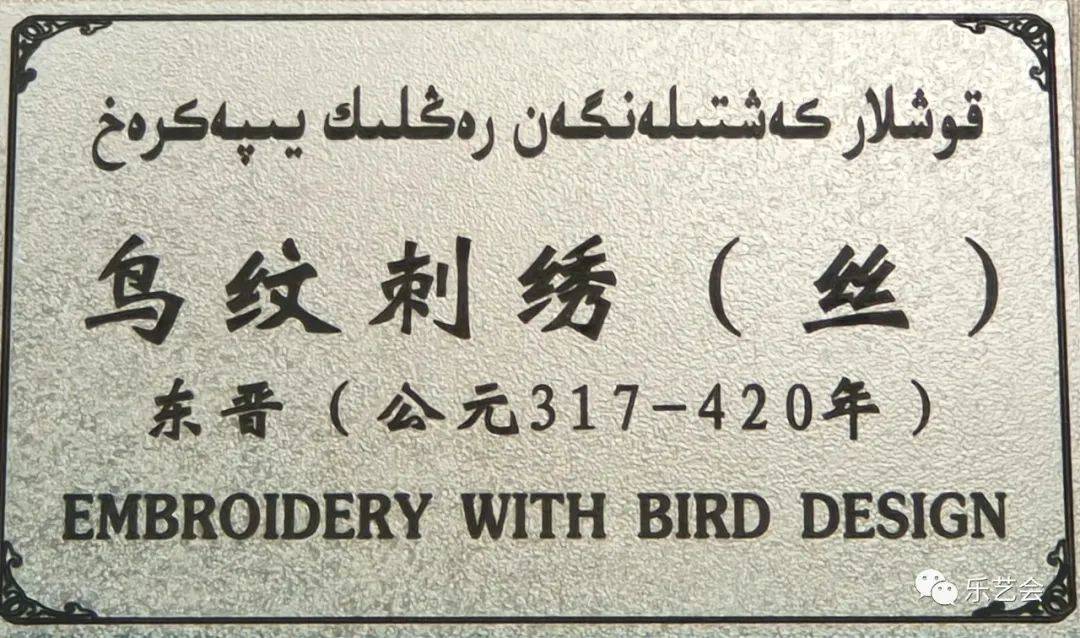 قوشلار كەشتىلەنگەن رەڭلىك يىپەكرەخ
鸟纹刺绣（丝）
东晋（公元317-420年）
EMBROIDERY WITH BIRD DESIGN
乐艺会